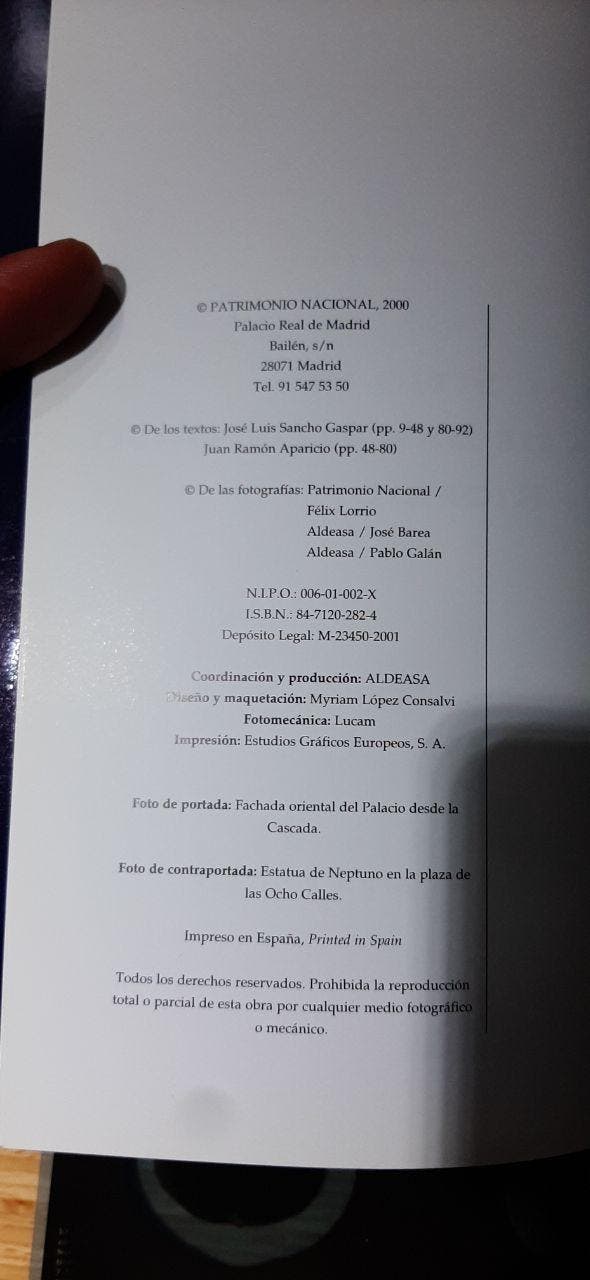 © PATRIMONIO NACIONAL, 2000
Palacio Real de Madrid
Bailén, s/n
28071 Madrid
Tel. 91 547 53 50
© De los textos: José Luis Sancho Gaspar (pp. 9-48 y 80-92)
Juan Ramón Aparicio (pp. 48-80)
© De las fotografías: Patrimonio Nacional /
Félix Lorrio
Aldeasa / José Barea
Aldeasa / Pablo Galán
N.I.P.O.: 006-01-002-X
I.S.B.N.: 84-7120-282-4
Depósito Legal: M-23450-2001
Coordinación y producción: ALDEASA
Diseño y maquetación: Myriam López Consalvi
Fotomecánica: Lucam
Impresión: Estudios Gráficos Europeos, S. A.
Foto de portada: Fachada oriental del Palacio desde la
Cascada.
Foto de contraportada: Estatua de Neptuno en la plaza de
las Ocho Calles.
Impreso en España, Printed in Spain
Todos los derechos reservados. Prohibida la reproducción
total o parcial de esta obra por cualquier medio fotográfico
o mecánico.